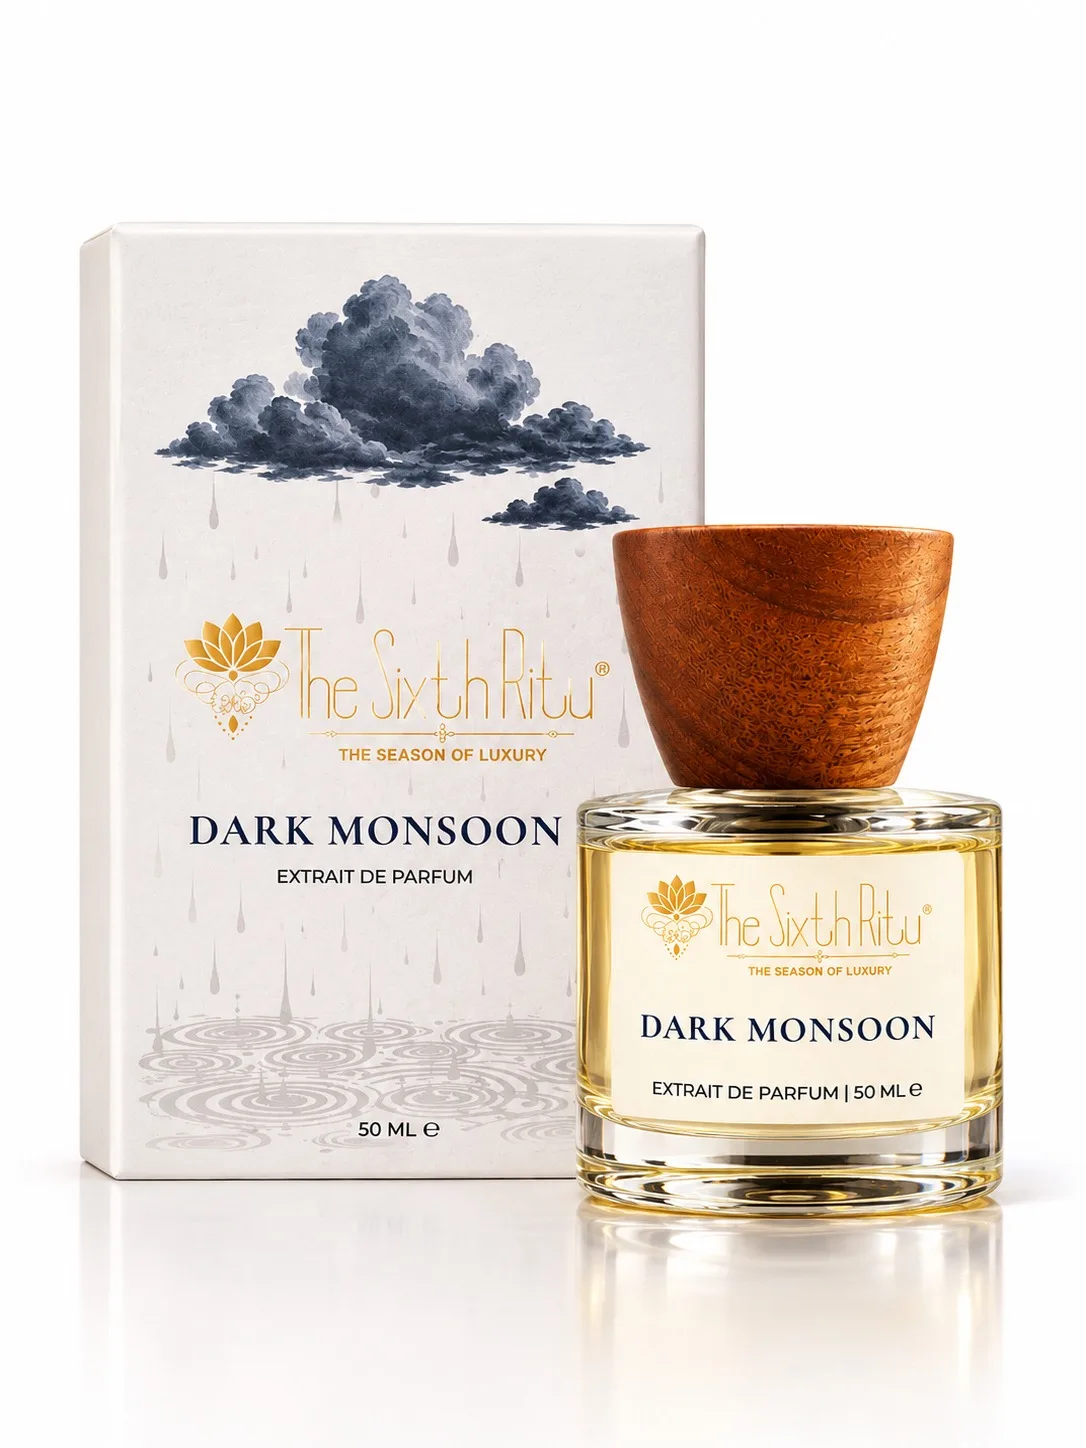 The Sixth Ritu®
THE SEASON OF LUXURY
DARK MONSOON
EXTRAIT DE PARFUM
50 ML ℮
The Sixth Ritu®
THE SEASON OF LUXURY
DARK MONSOON
EXTRAIT DE PARFUM | 50 ML ℮